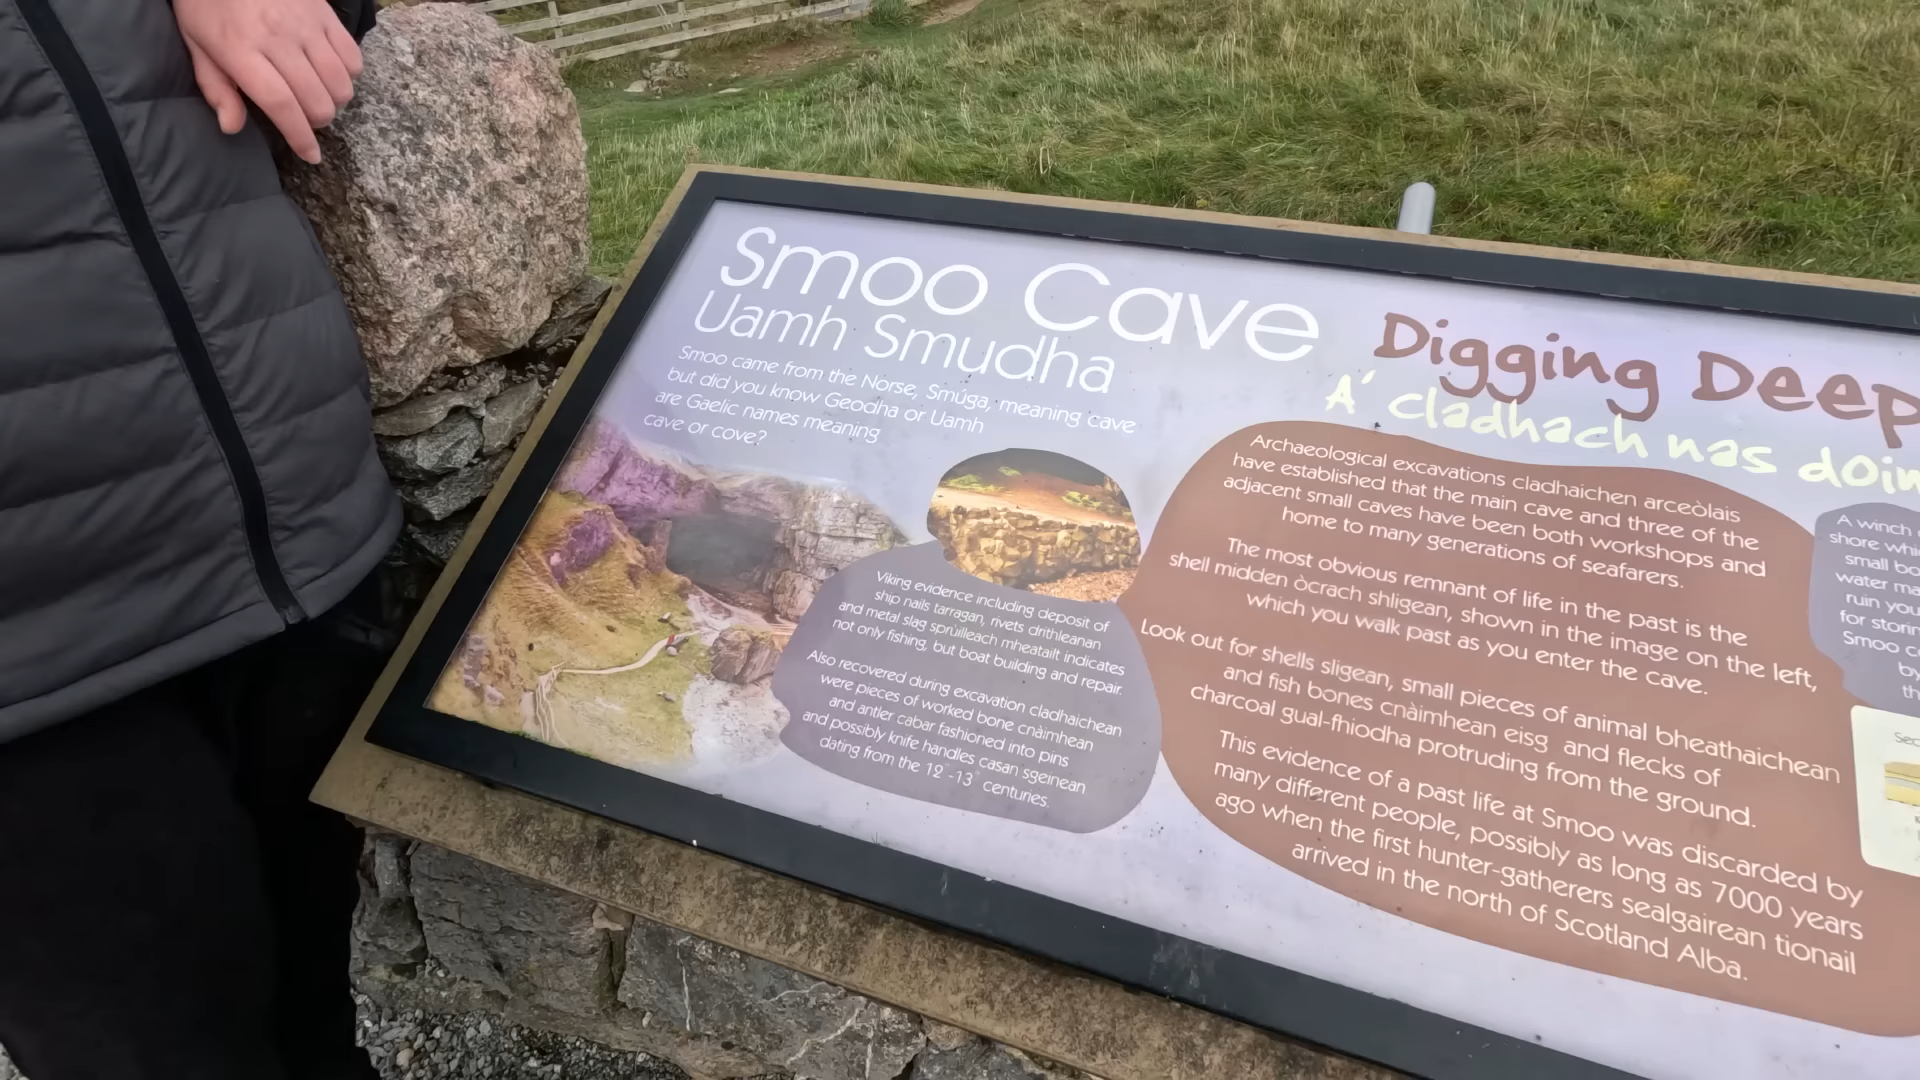 Smoo Cave
Uamh Smudha
Smoo came from the Norse, Smúga, meaning cave
but did you know Geodha or Uamh
are Gaelic names meaning
cave or cove?
Viking evidence including deposit of
ship nails tarragan, rivets drithleanan
and metal slag sprùilleach mheatailt indicates
not only fishing, but boat building and repair.
Also recovered during excavation cladhaichean
were pieces of worked bone cnàimhean
and antler cabar fashioned into pins
and possibly knife handles casan sgeinean
dating from the 12 -13 centuries.
Digging Deep
A' cladhach nas
Archaeological excavations cladhaichen arceòlais
have established that the main cave and three of the
adjacent small caves have been both workshops and
home to many generations of seafarers.
The most obvious remnant of life in the past is the
shell midden òcrach shligean, shown in the image on the left,
which you walk past as you enter the cave.
Look out for shells sligean, small pieces of animal bheathaichean
and fish bones cnàimhean eisg and flecks of
charcoal gual-fhiodha protruding from the ground.
This evidence of a past life at Smoo was discarded by
many different people, possibly as long as 7000 years
ago when the first hunter-gatherers sealgairean tionail
arrived in the north of Scotland Alba.
A winch
shore
small
water
ruin you
for
Smoo
by